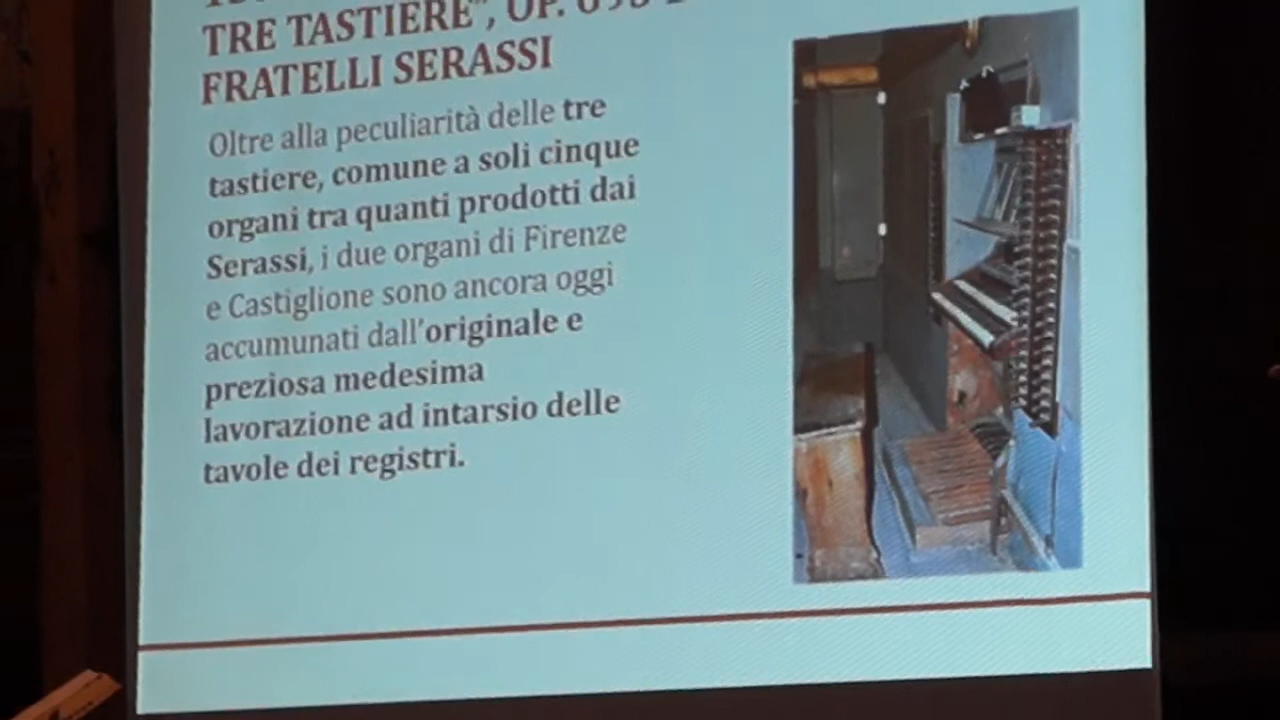 TRE TASTIERE", OP.
FRATELLI SERASSI
Oltre alla peculiarità delle tre
tastiere, comune a soli cinque
organi tra quanti prodotti dai
Serassi, i due organi di Firenze
e Castiglione sono ancora oggi
accumunati dall'originale e
preziosa medesima
lavorazione ad intarsio delle
tavole dei registri.